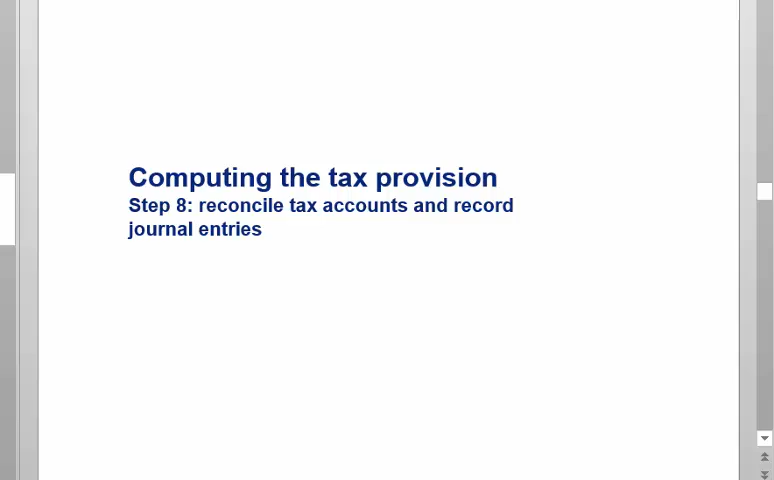 Computing the tax provision
Step 8: reconcile tax accounts and record
journal entries